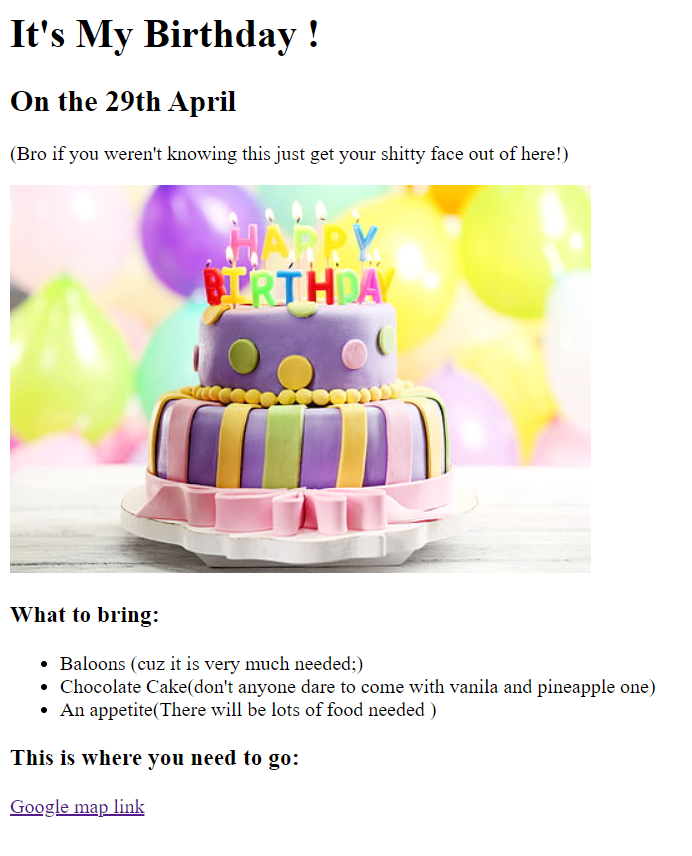 It's My Birthday !
On the 29th April
(Bro if you weren't knowing this just get your shitty face out of here!)
HAPPY
BIRTHDAY
What to bring:
Baloons (cuz it is very much needed;)
Chocolate Cake(don't anyone dare to come with vanila and pineapple one)
An appetite(There will be lots of food needed )
This is where you need to go:
Google map link